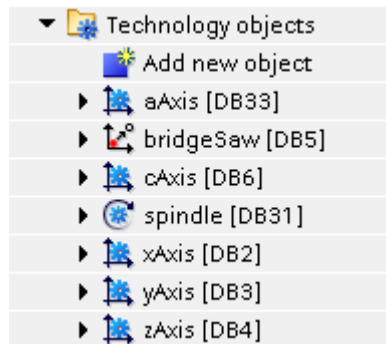 Technology objects
Add new object
aAxis [DB33]
bridgeSaw [DB5]
cAxis [DB6]
spindle [DB31]
xAxis [DB2]
yAxis [DB3]
zAxis [DB4]